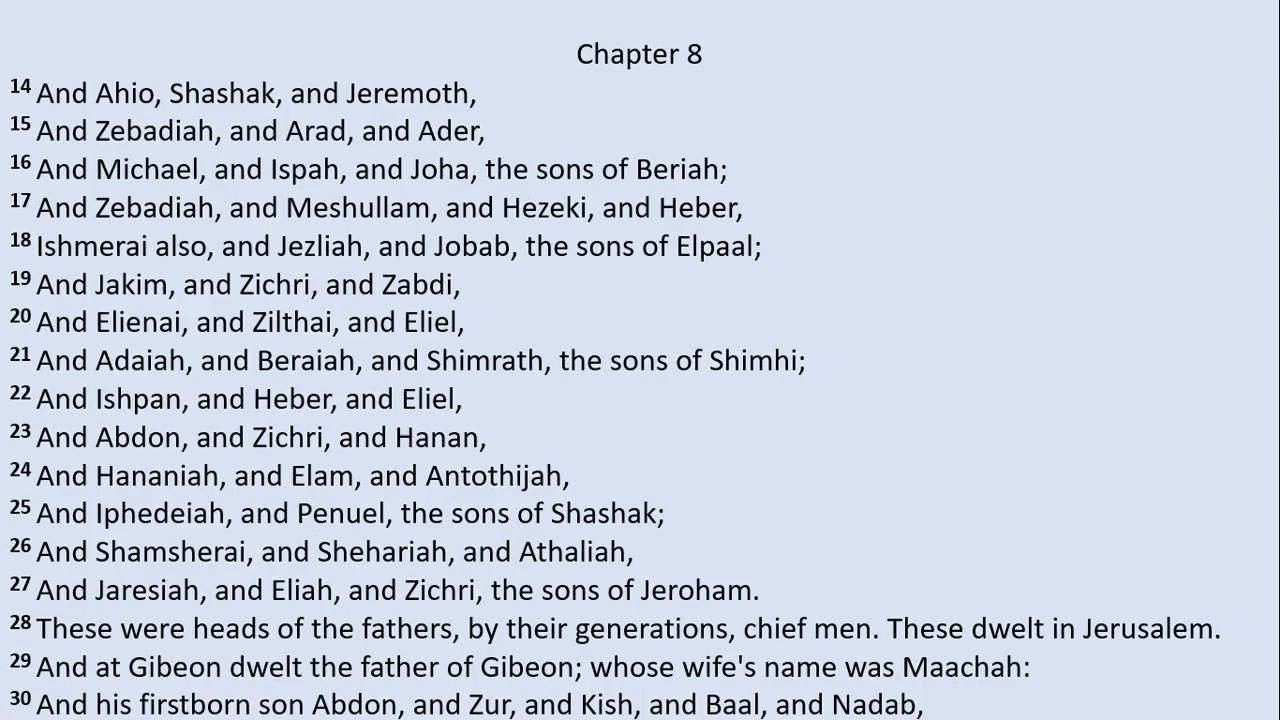 Chapter 8
14 And Ahio, Shashak, and Jeremoth,
15 And Zebadiah, and Arad, and Ader,
16 And Michael, and Ispah, and Joha, the sons of Beriah;
17 And Zebadiah, and Meshullam, and Hezeki, and Heber,
18 Ishmerai also, and Jezliah, and Jobab, the sons of Elpaal;
19 And Jakim, and Zichri, and Zabdi,
20 And Elienai, and Zilthai, and Eliel,
21 And Adaiah, and Beraiah, and Shimrath, the sons of Shimhi;
22 And Ishpan, and Heber, and Eliel,
23 And Abdon, and Zichri, and Hanan,
24 And Hananiah, and Elam, and Antothijah,
25 And Iphedeiah, and Penuel, the sons of Shashak;
26 And Shamsherai, and Shehariah, and Athaliah,
27 And Jaresiah, and Eliah, and Zichri, the sons of Jeroham.
28 These were heads of the fathers, by their generations, chief men. These dwelt in Jerusalem.
29 And at Gibeon dwelt the father of Gibeon; whose wife's name was Maachah:
30 And his firstborn son Abdon, and Zur, and Kish, and Baal, and Nadab,